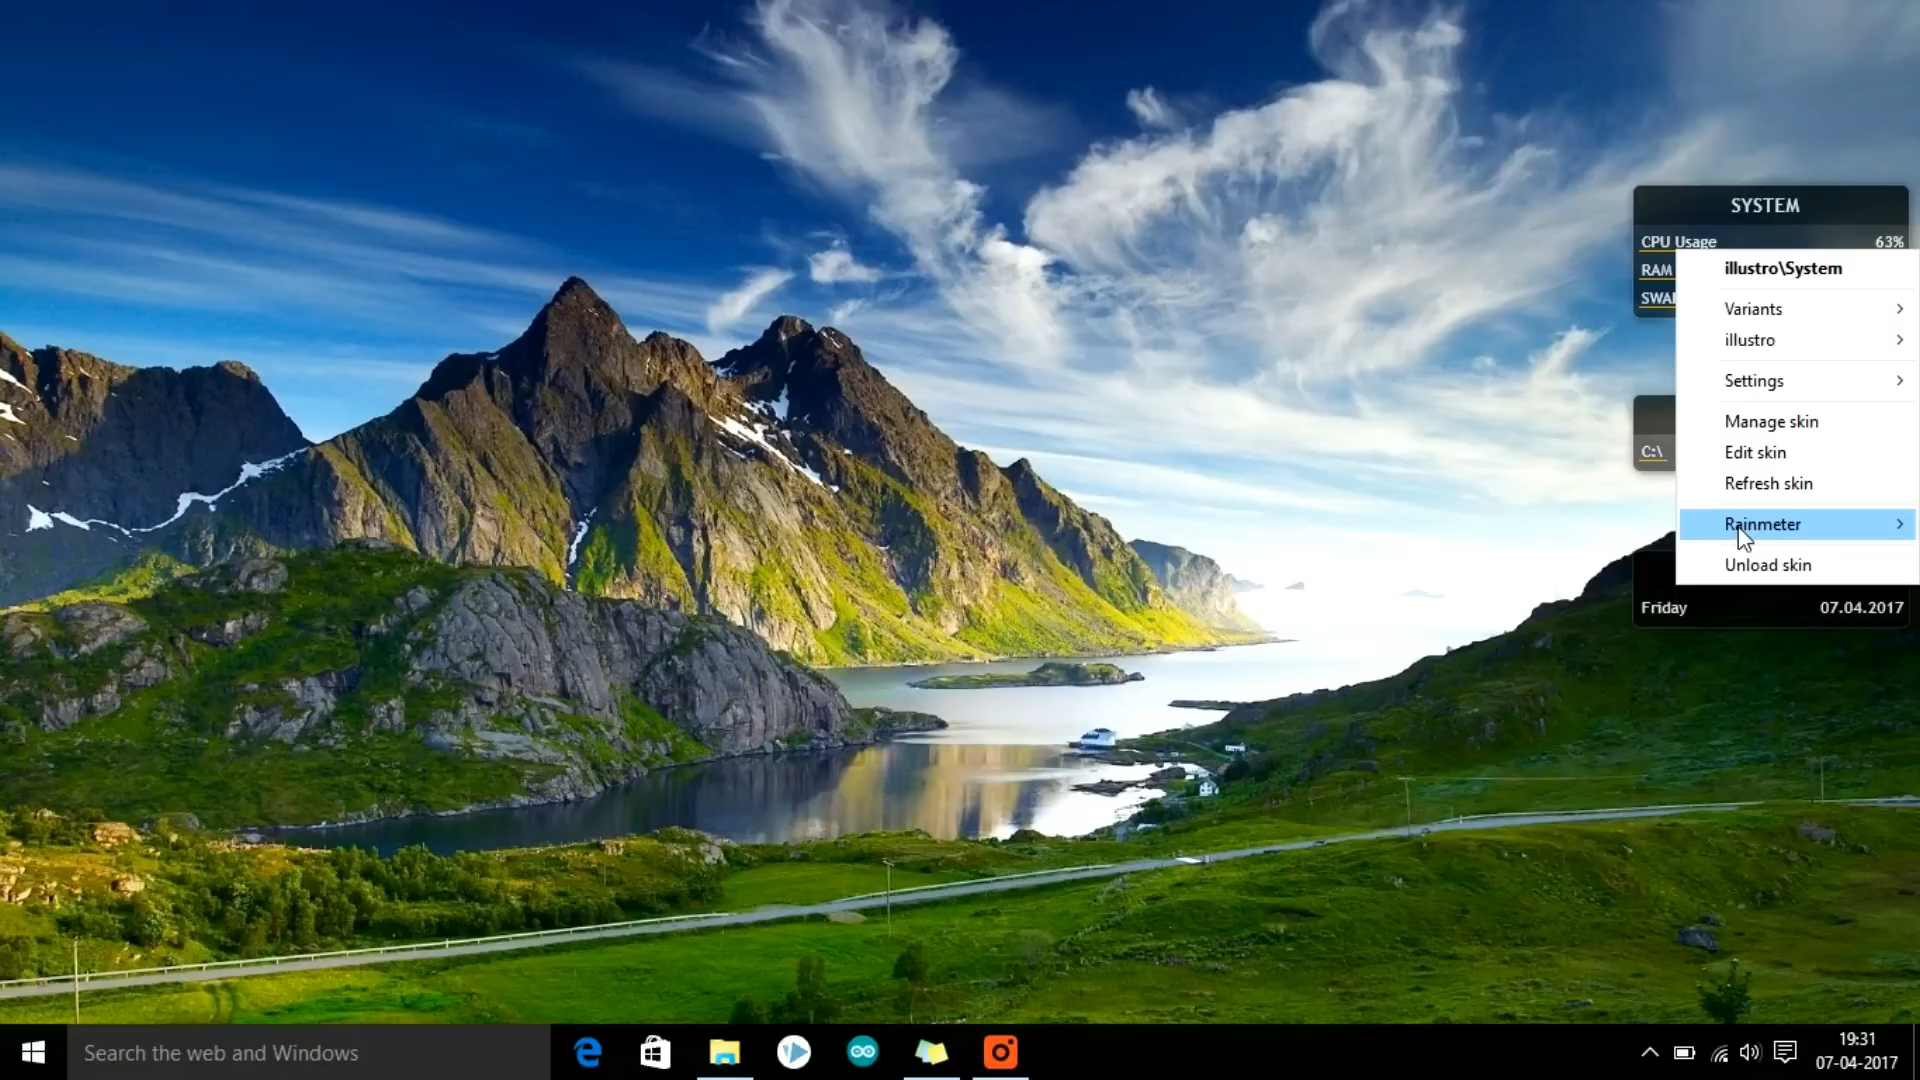 SYSTEM
CPU Usage 63%
RAM
SWAP
illustro\System
Variants
illustro
Settings
Manage skin
Edit skin
Refresh skin
Rainmeter
Unload skin
C:\
Friday 07.04.2017
Search the web and Windows
19:31
07-04-2017